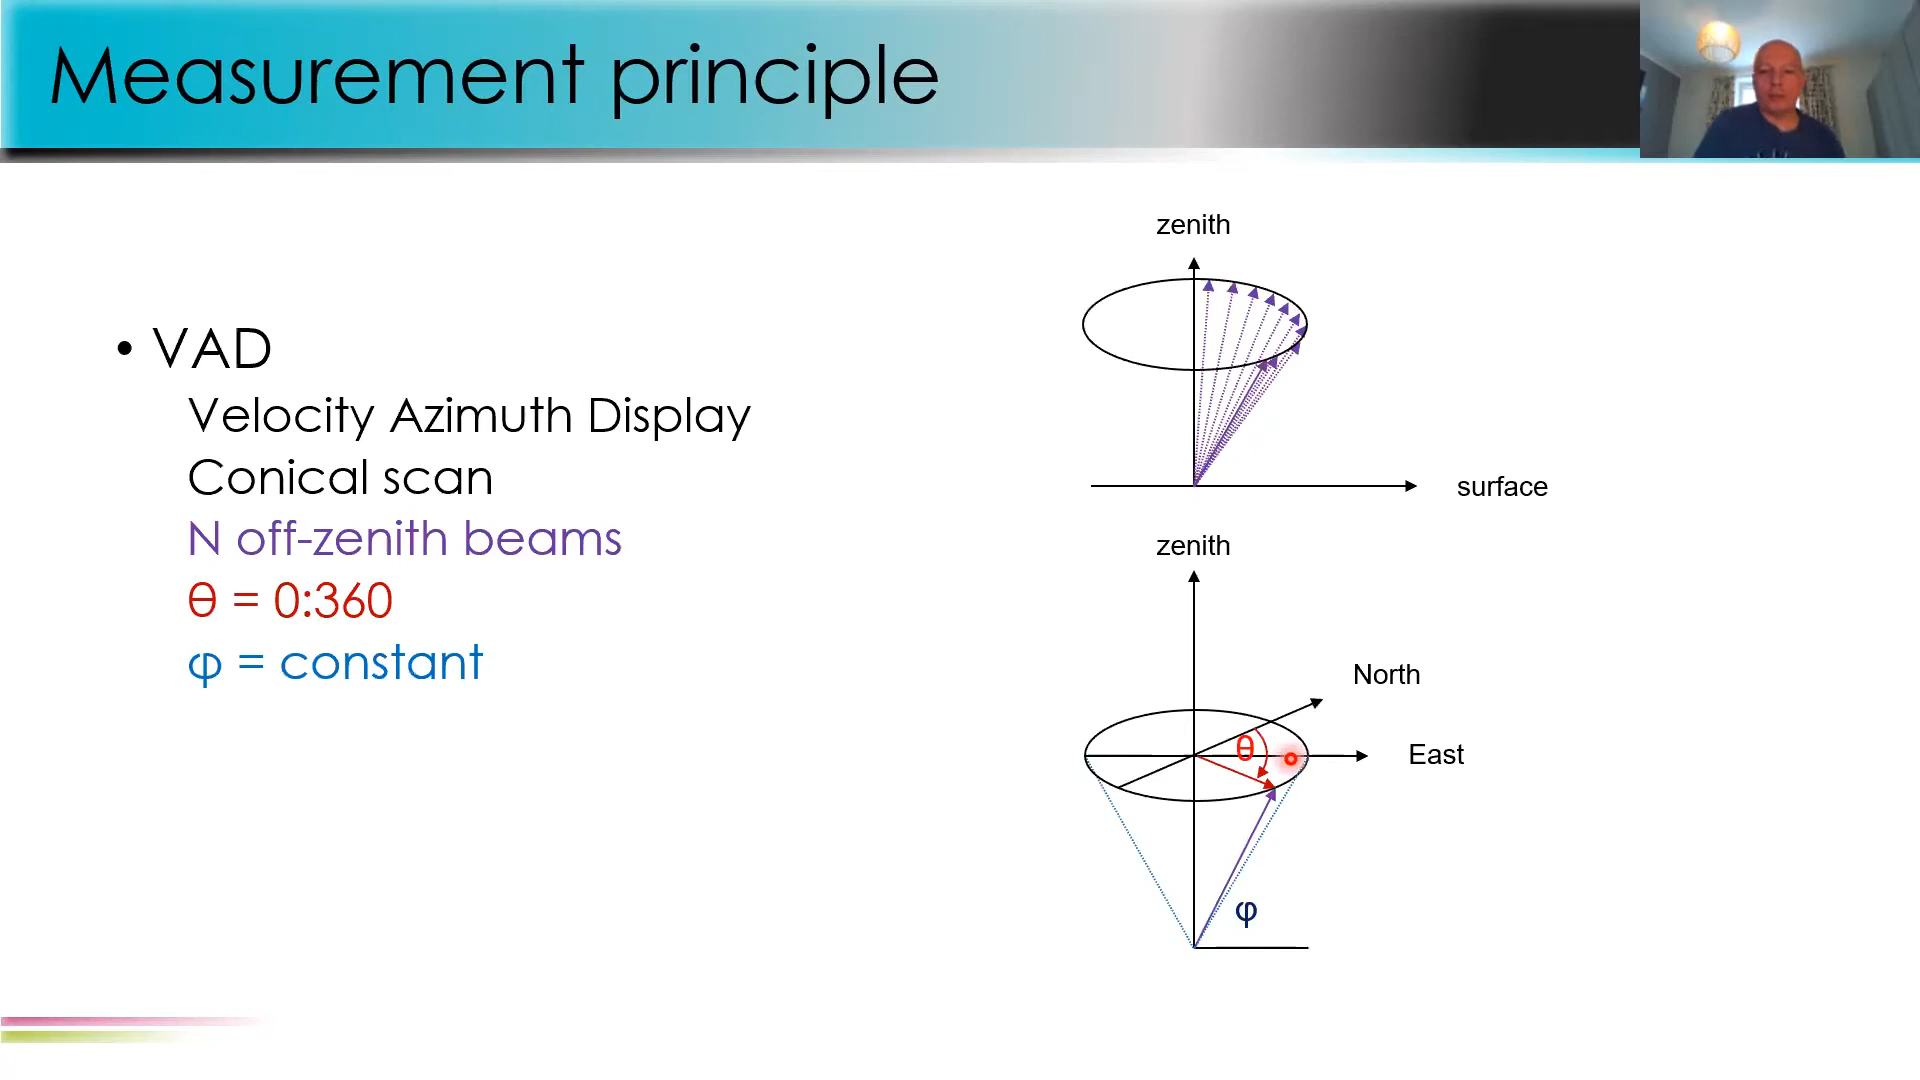 Measurement principle
• VAD
Velocity Azimuth Display
Conical scan
N off-zenith beams
θ = 0:360
φ = constant
zenith
surface
zenith
North
θ
East
φ